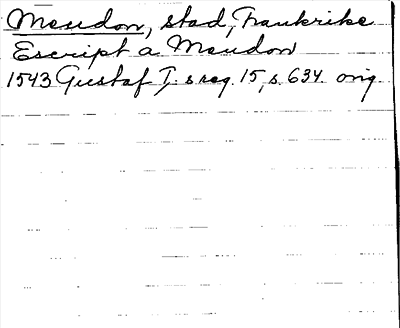 Meudon, stad, Frankrike
Escript a Meudon
1543 Gustaf I: s reg. 15, s. 634. orig.